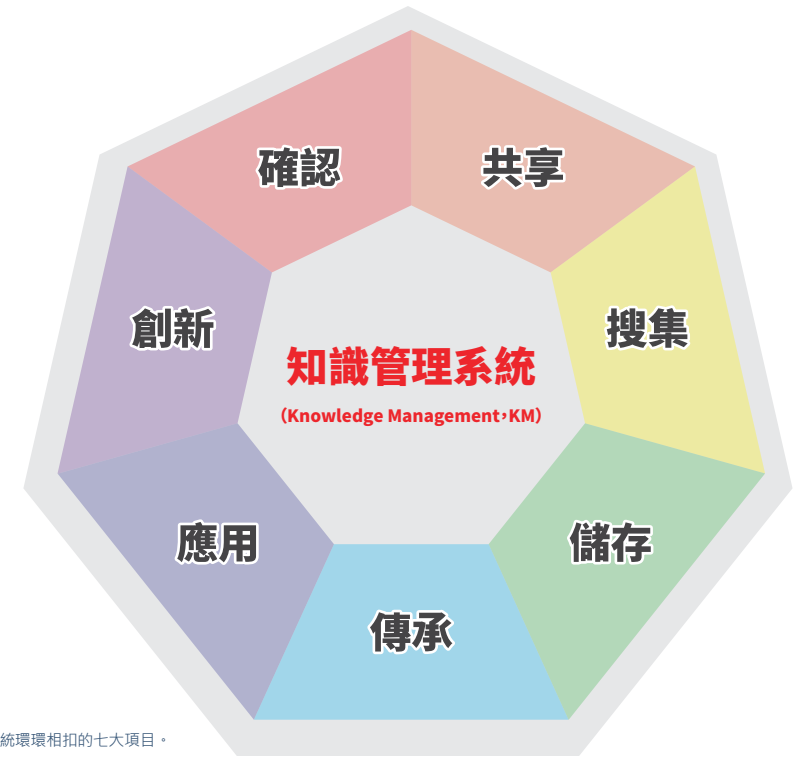 確認
共享
創新
搜集
知識管理系統
（Knowledge Management，KM）
應用
儲存
傳承
統環環相扣的七大項目。